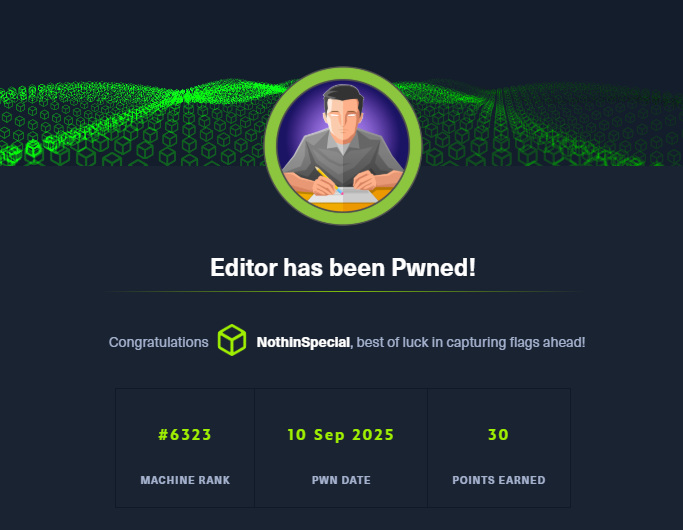 Editor has been Pwned!
Congratulations NothinSpecial, best of luck in capturing flags ahead!
#6323 10 Sep 2025 30
MACHINE RANK PWN DATE POINTS EARNED